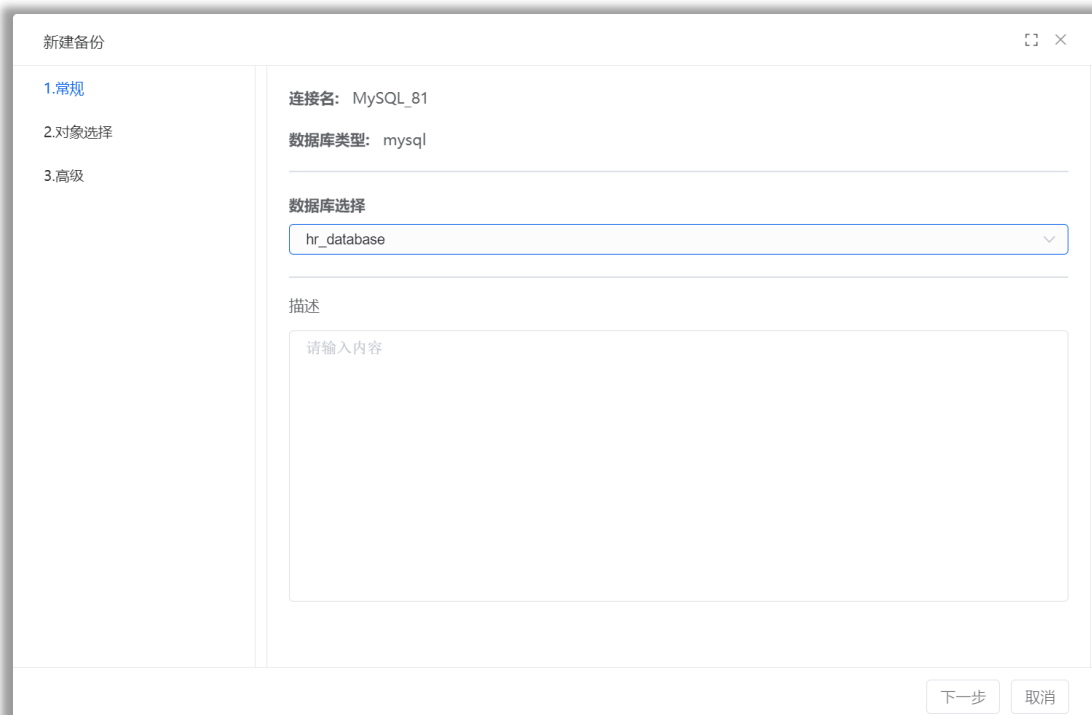 新建备份
1.常规
2.对象选择
3.高级
连接名: MySQL_81
数据库类型: mysql
数据库选择
hr_database
描述
请输入内容
下一步 取消